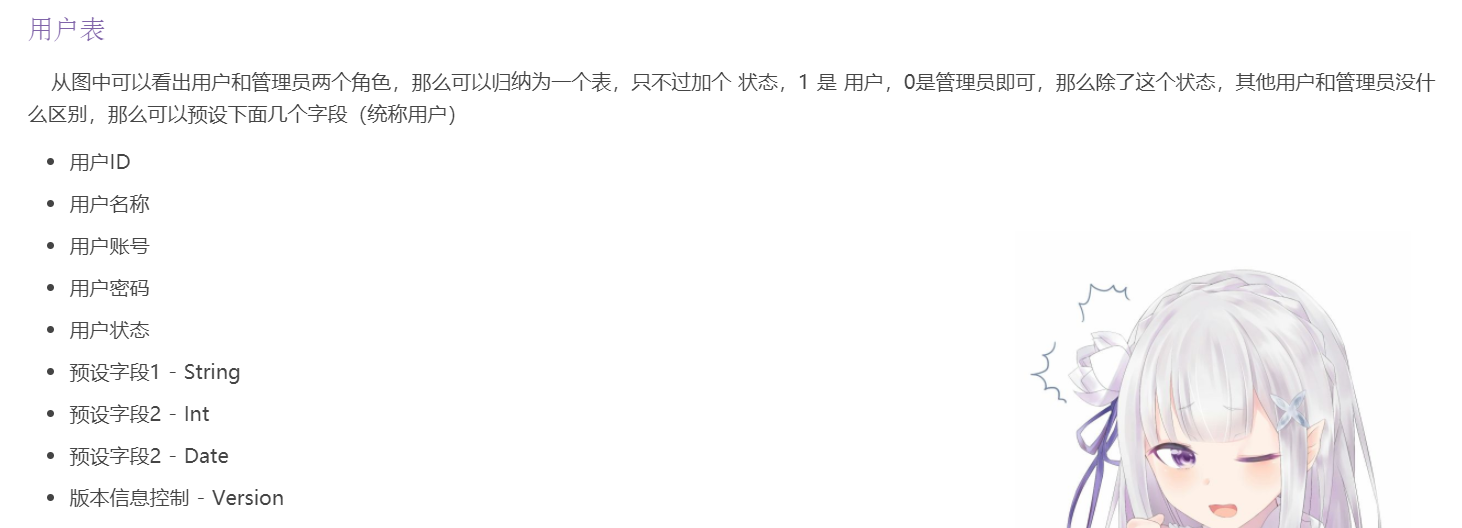 用户表
从图中可以看出用户和管理员两个角色，那么可以归纳为一个表，只不过加个 状态，1 是 用户，0是管理员即可，那么除了这个状态，其他用户和管理员没什
么区别，那么可以预设下面几个字段（统称用户）
• 用户ID
• 用户名称
• 用户账号
• 用户密码
• 用户状态
• 预设字段1 - String
• 预设字段2 - Int
• 预设字段2 - Date
• 版本信息控制 - Version